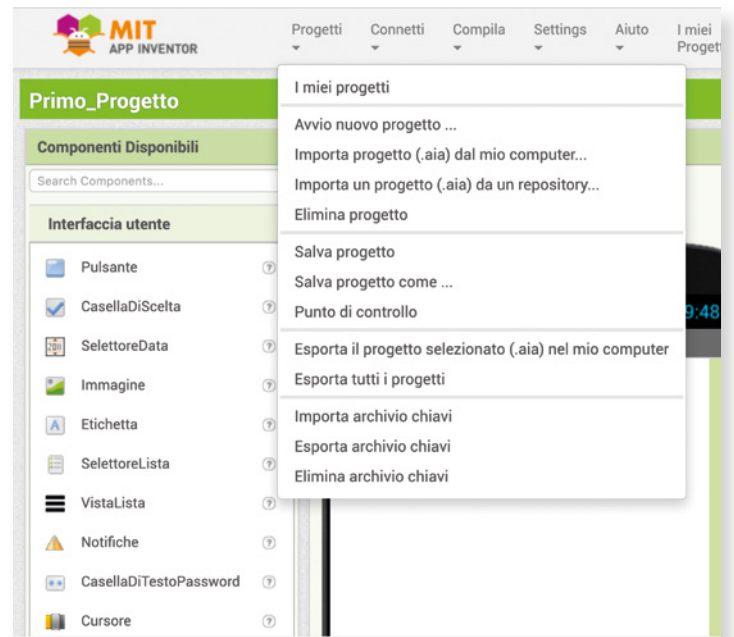 MIT
APP INVENTOR
Progetti
Connetti
Compila
Settings
Aiuto
I miei
Primo_Progetto
I miei progetti
Avvio nuovo progetto ...
Importa progetto (.aia) dal mio computer...
Importa un progetto (.aia) da un repository...
Elimina progetto
Salva progetto
Salva progetto come ...
Punto di controllo
Esporta il progetto selezionato (.aia) nel mio computer
Esporta tutti i progetti
Importa archivio chiavi
Esporta archivio chiavi
Elimina archivio chiavi
Componenti Disponibili
Search Components...
Interfaccia utente
Pulsante
CasellaDiScelta
SelettoreData
Immagine
Etichetta
SelettoreLista
VistaLista
Notifiche
CasellaDiTestoPassword
Cursore
9:48